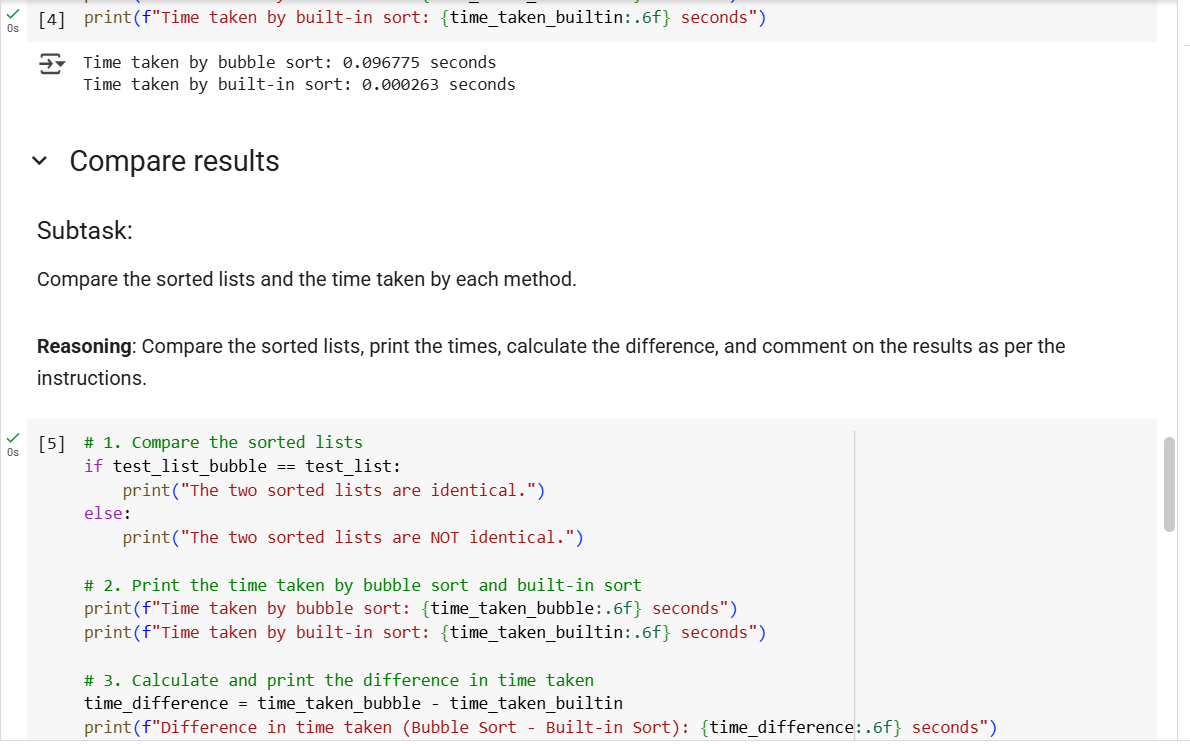 [4] print(f"Time taken by built-in sort: {time_taken_builtin:.6f} seconds")
0s
Time taken by bubble sort: 0.096775 seconds
Time taken by built-in sort: 0.000263 seconds
Compare results
Subtask:
Compare the sorted lists and the time taken by each method.
Reasoning: Compare the sorted lists, print the times, calculate the difference, and comment on the results as per the
instructions.
[5] # 1. Compare the sorted lists
0s
if test_list_bubble == test_list:
    print("The two sorted lists are identical.")
else:
    print("The two sorted lists are NOT identical.")
# 2. Print the time taken by bubble sort and built-in sort
print(f"Time taken by bubble sort: {time_taken_bubble:.6f} seconds")
print(f"Time taken by built-in sort: {time_taken_builtin:.6f} seconds")
# 3. Calculate and print the difference in time taken
time_difference = time_taken_bubble - time_taken_builtin
print(f"Difference in time taken (Bubble Sort - Built-in Sort): {time_difference:.6f} seconds")